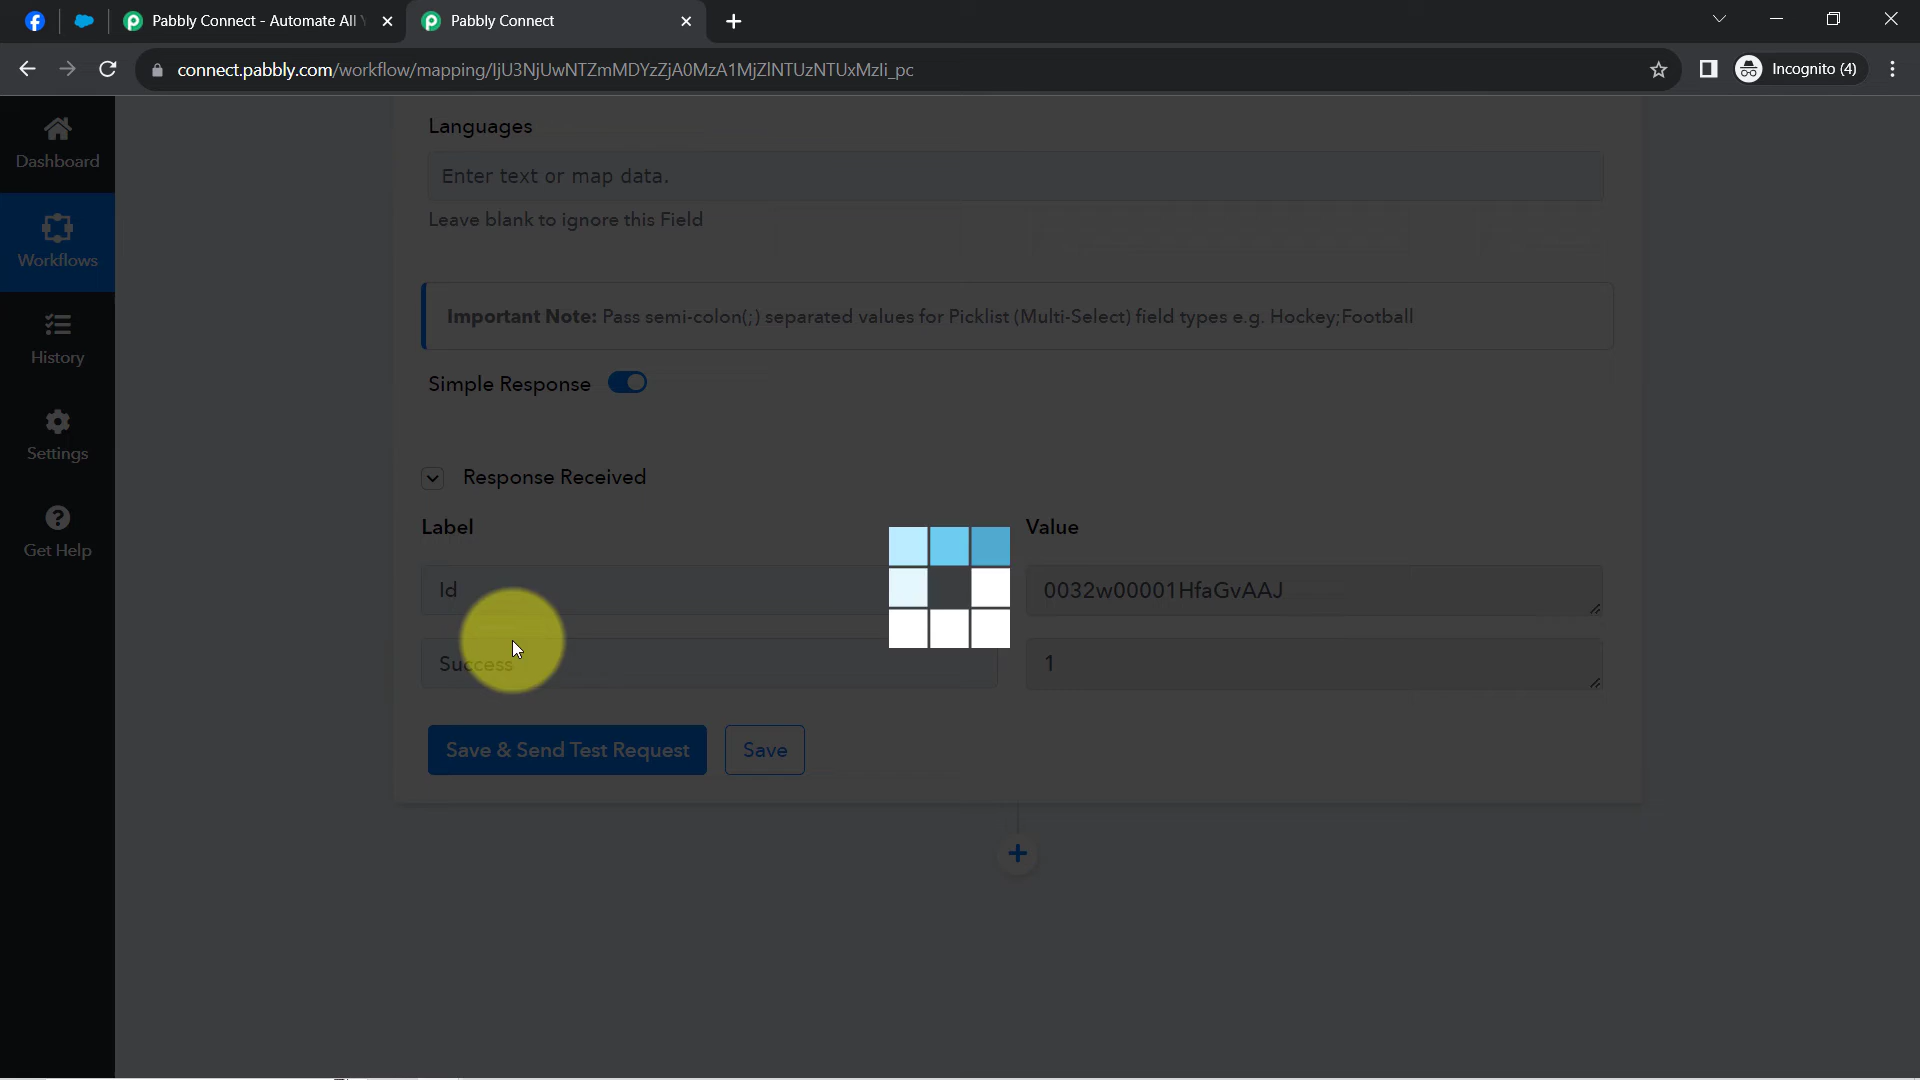 Pabbly Connect - Automate All Y
Pabbly Connect
connect.pabbly.com/workflow/mapping/IjU3NjUwNTZmMDYzZjA0MzA1MjZlNTUzNTUxMzIi_pc
Incognito (4)
Dashboard
Workflows
History
Settings
Get Help
Languages
Enter text or map data.
Leave blank to ignore this Field
Important Note: Pass semi-colon(;) separated values for Picklist (Multi-Select) field types e.g. Hockey;Football
Simple Response
Response Received
Label
Value
Id
0032w00001HfaGvAAJ
Success
1
Save & Send Test Request
Save